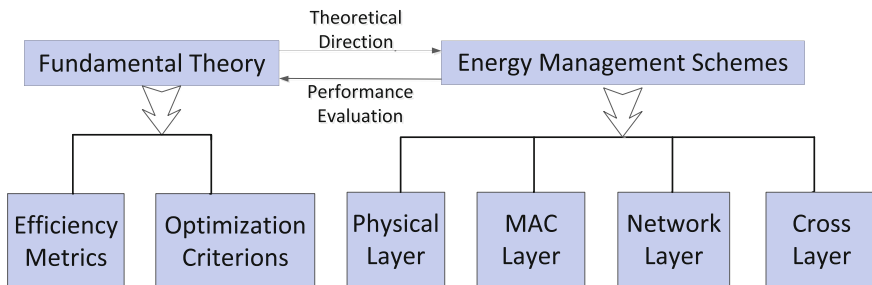 Theoretical
Direction
Fundamental Theory
Energy Management Schemes
Performance
Evaluation
Efficiency
Metrics
Optimization
Criterions
Physical
Layer
MAC
Layer
Network
Layer
Cross
Layer